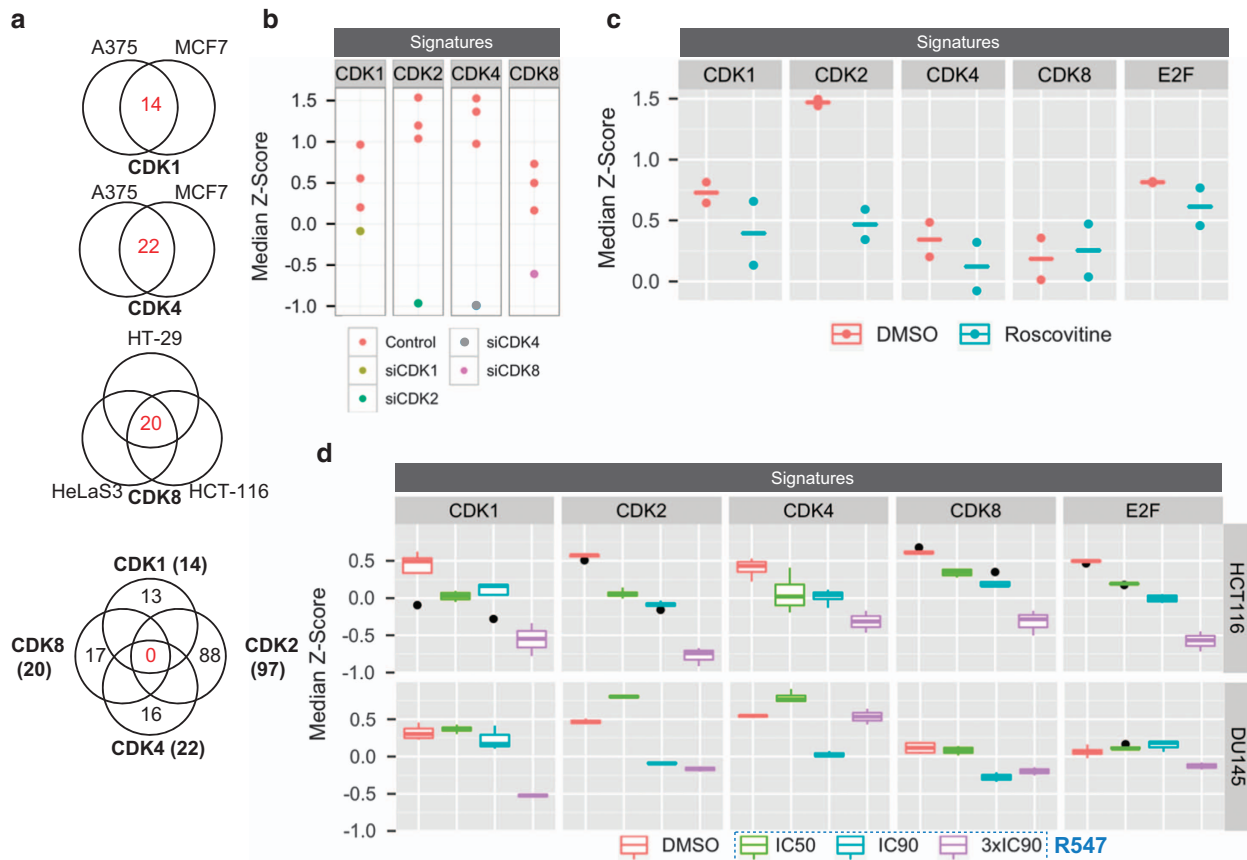 a
A375 MCF7
14
CDK1
A375 MCF7
22
CDK4
HT-29
20
HeLaS3 HCT-116
CDK8
CDK1 (14)
13
CDK8
(20)
17
0
88
CDK2
(97)
16
CDK4 (22)
b
Signatures
CDK1 CDK2 CDK4 CDK8
Median Z-Score
1.5
1.0
0.5
0.0
-0.5
-1.0
Control
siCDK1
siCDK2
siCDK4
siCDK8
c
Signatures
CDK1 CDK2 CDK4 CDK8 E2F
Median Z-Score
1.5
1.0
0.5
0.0
DMSO Roscovitine
d
Signatures
CDK1 CDK2 CDK4 CDK8 E2F
Median Z-Score
0.5
0.0
-0.5
-1.0
HCT116
0.5
0.0
-0.5
-1.0
DU145
DMSO IC50 IC90 3xIC90 R547